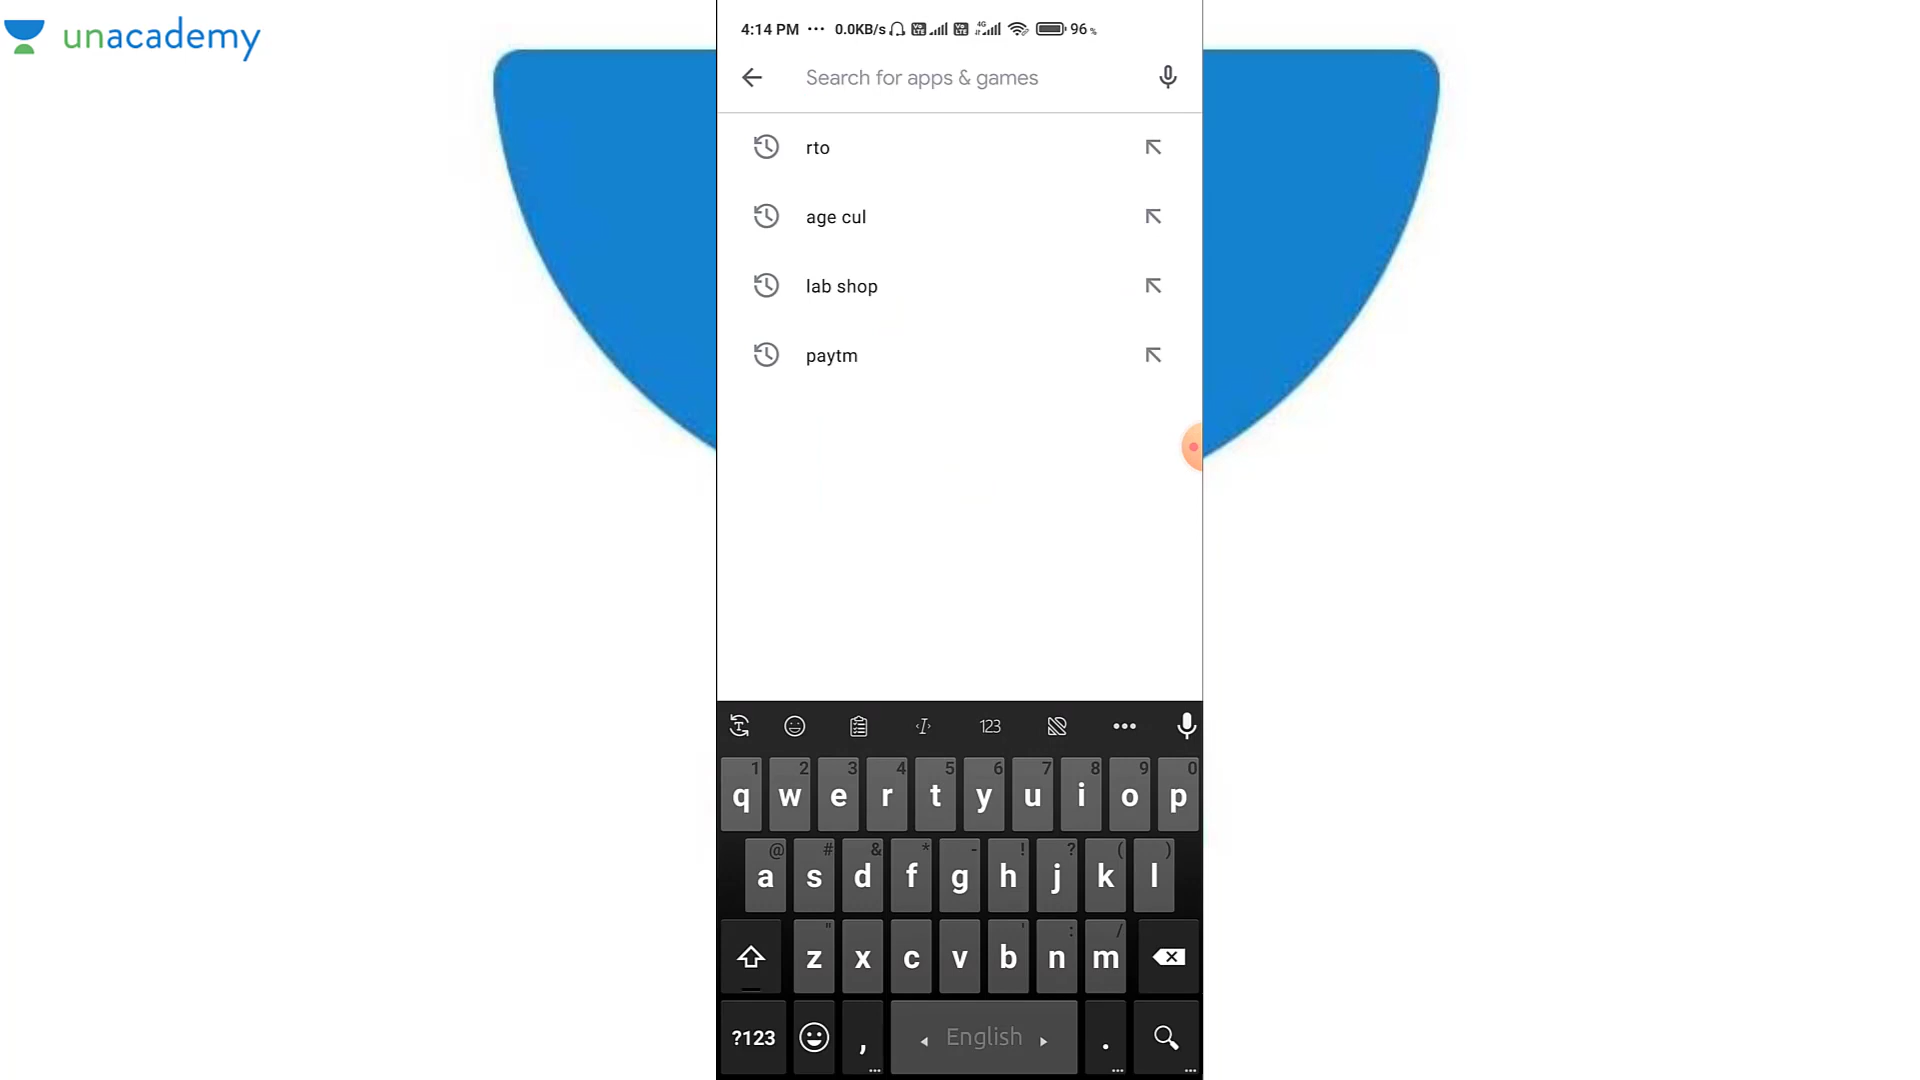 unacademy
4:14 PM ... 0.0KB/s 4G 96%
Search for apps & games
rto
age cul
lab shop
paytm
123
1 2 3 4 5 6 7 8 9 0
q w e r t y u i o p
@ # & * - ! ? ( )
a s d f g h j k l
" ' : /
z x c v b n m
?123 , English .